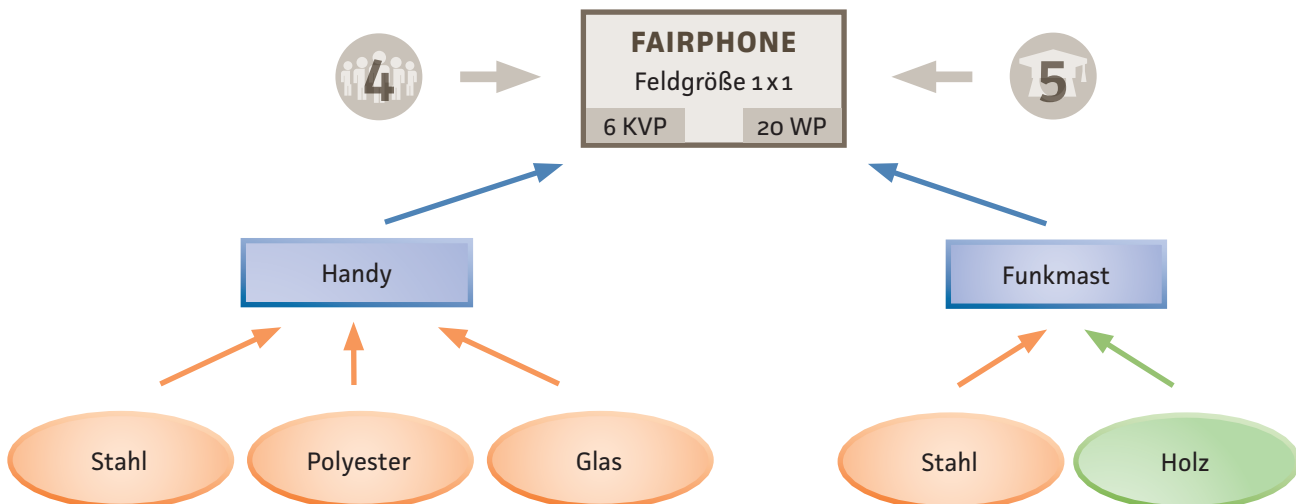 4
FAIRPHONE
Feldgröße 1x1
6 KVP
20 WP
5
Handy
Funkmast
Stahl
Polyester
Glas
Stahl
Holz